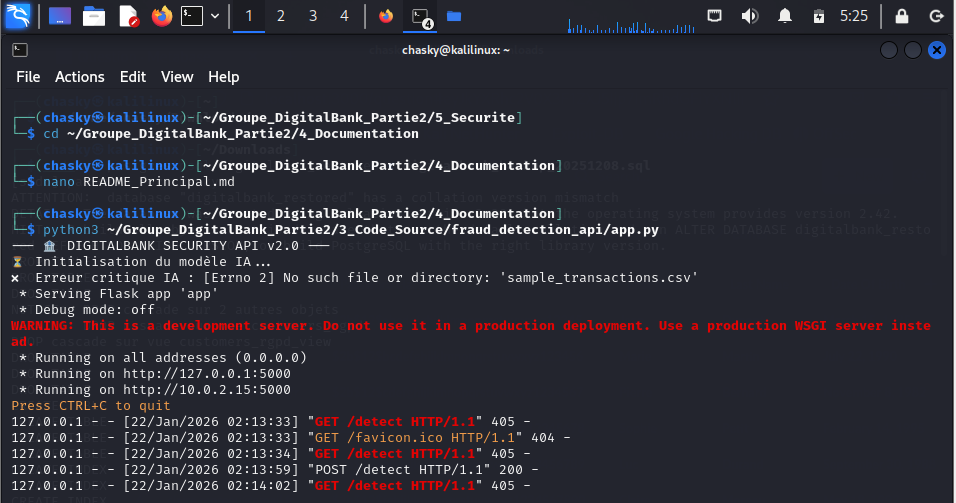 1 2 3 4 4 5:25
chasky@kalilinux: ~
File Actions Edit View Help
┌──(chasky㉿kalilinux)-[~/Groupe_DigitalBank_Partie2/5_Securite]
└─$ cd ~/Groupe_DigitalBank_Partie2/4_Documentation
┌──(chasky㉿kalilinux)-[~/Groupe_DigitalBank_Partie2/4_Documentation]
└─$ nano README_Principal.md
┌──(chasky㉿kalilinux)-[~/Groupe_DigitalBank_Partie2/4_Documentation]
└─$ python3 ~/Groupe_DigitalBank_Partie2/3_Code_Source/fraud_detection_api/app.py
─── 🏦 DIGITALBANK SECURITY API v2.0 ───
⏳ Initialisation du modèle IA...
❌ Erreur critique IA : [Errno 2] No such file or directory: 'sample_transactions.csv'
* Serving Flask app 'app'
* Debug mode: off
WARNING: This is a development server. Do not use it in a production deployment. Use a production WSGI server inste
ad.
* Running on all addresses (0.0.0.0)
* Running on http://127.0.0.1:5000
* Running on http://10.0.2.15:5000
Press CTRL+C to quit
127.0.0.1 - - [22/Jan/2026 02:13:33] "GET /detect HTTP/1.1" 405 -
127.0.0.1 - - [22/Jan/2026 02:13:33] "GET /favicon.ico HTTP/1.1" 404 -
127.0.0.1 - - [22/Jan/2026 02:13:34] "GET /detect HTTP/1.1" 405 -
127.0.0.1 - - [22/Jan/2026 02:13:59] "POST /detect HTTP/1.1" 200 -
127.0.0.1 - - [22/Jan/2026 02:14:02] "GET /detect HTTP/1.1" 405 -